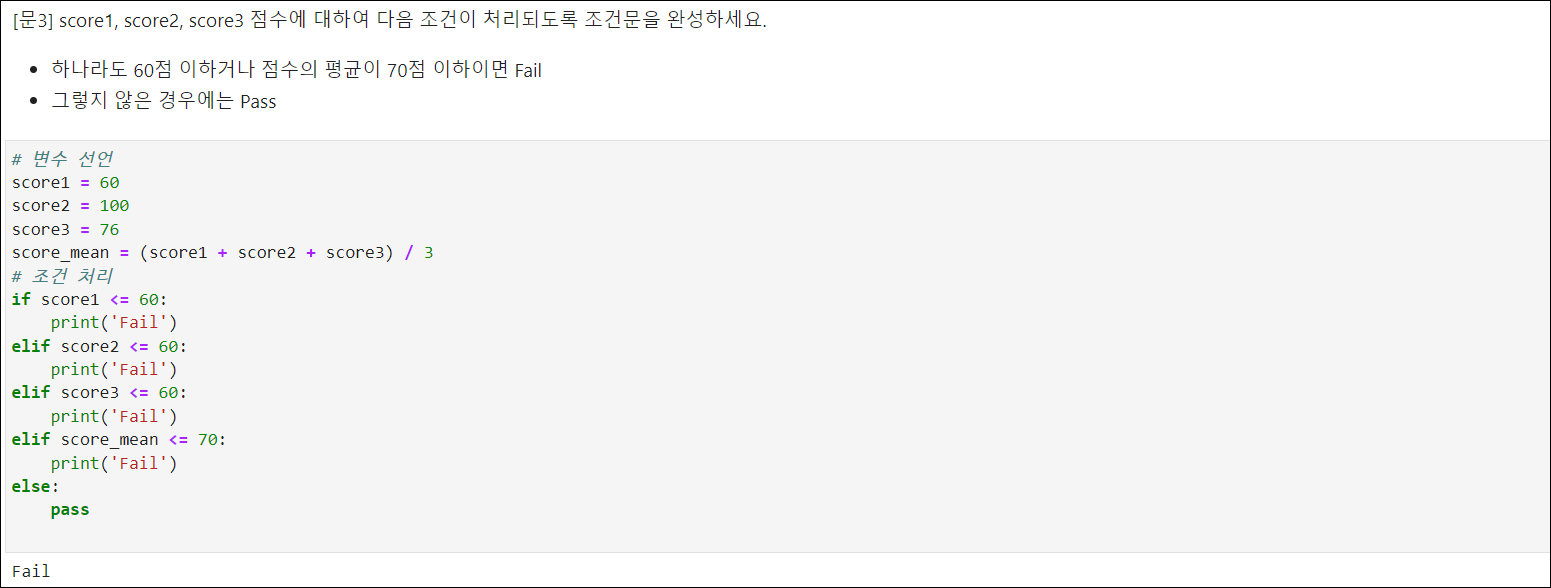 [문3] score1, score2, score3 점수에 대하여 다음 조건이 처리되도록 조건문을 완성하세요.
• 하나라도 60점 이하거나 점수의 평균이 70점 이하이면 Fail
• 그렇지 않은 경우에는 Pass
# 변수 선언
score1 = 60
score2 = 100
score3 = 76
score_mean = (score1 + score2 + score3) / 3
# 조건 처리
if score1 <= 60:
    print('Fail')
elif score2 <= 60:
    print('Fail')
elif score3 <= 60:
    print('Fail')
elif score_mean <= 70:
    print('Fail')
else:
    pass
Fail